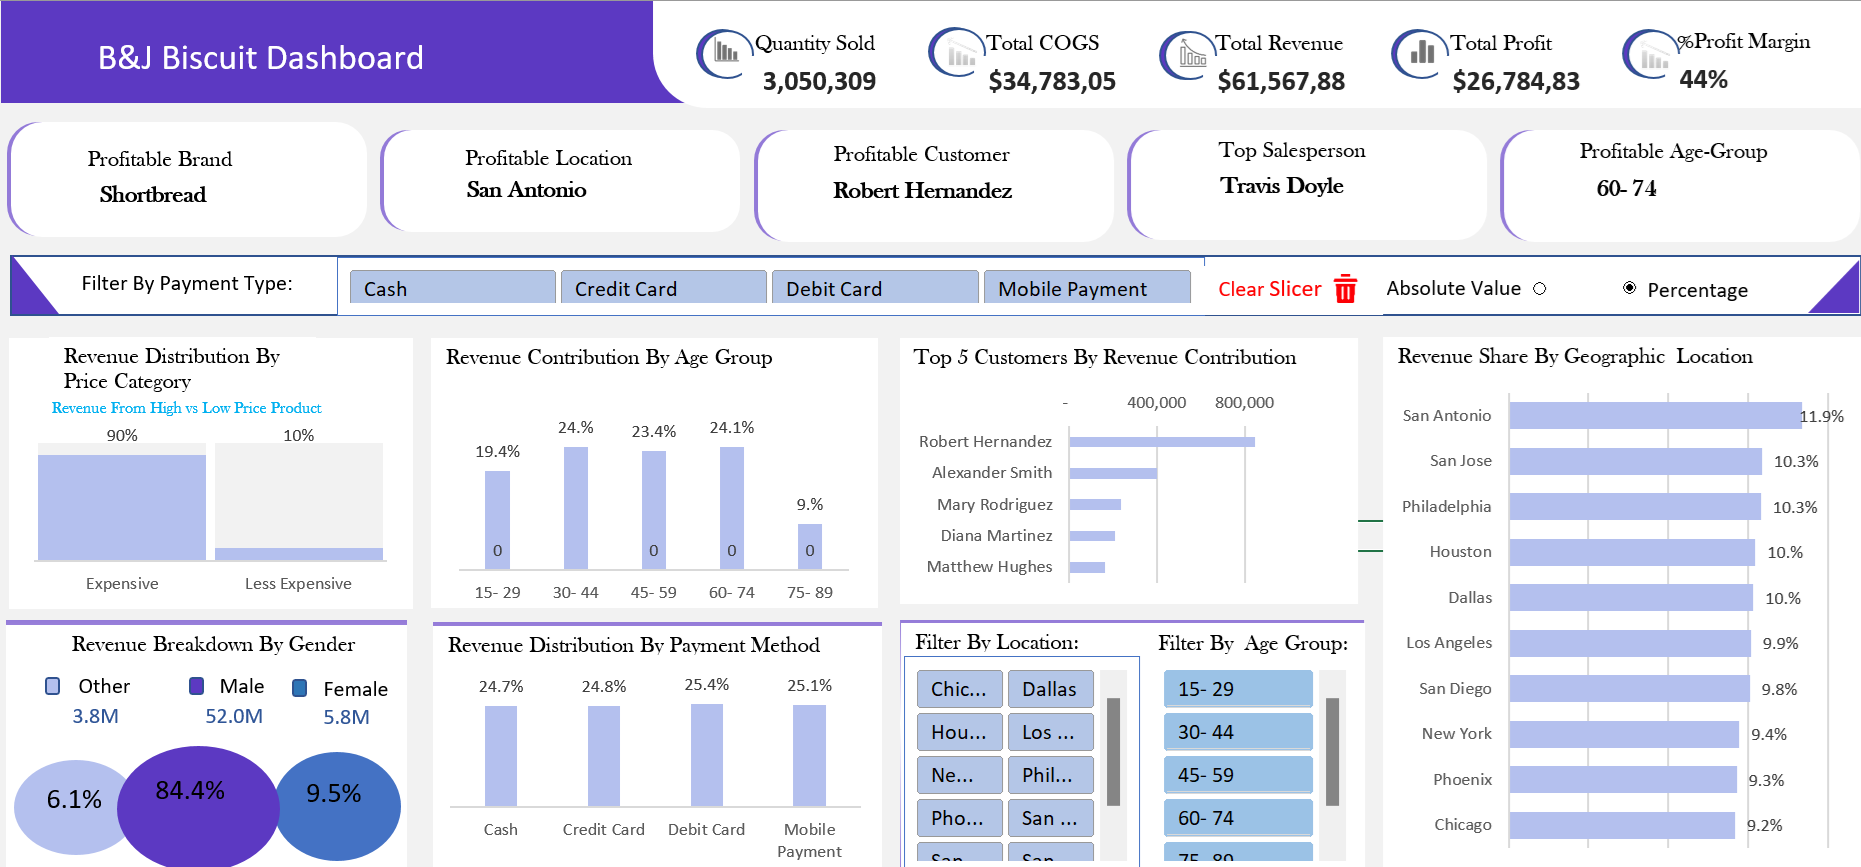 B&J Biscuit Dashboard
Quantity Sold
3,050,309
Total COGS
$34,783,05
Total Revenue
$61,567,88
Total Profit
$26,784,83
%Profit Margin
44%
Profitable Brand
Shortbread
Profitable Location
San Antonio
Profitable Customer
Robert Hernandez
Top Salesperson
Travis Doyle
Profitable Age-Group
60- 74
Filter By Payment Type:
Cash
Credit Card
Debit Card
Mobile Payment
Clear Slicer
Absolute Value
Percentage
Revenue Distribution By
Price Category
Revenue From High vs Low Price Product
90%
10%
Expensive
Less Expensive
Revenue Contribution By Age Group
19.4%
24.%
23.4%
24.1%
9.%
0
0
0
0
15- 29
30- 44
45- 59
60- 74
75- 89
Top 5 Customers By Revenue Contribution
-
400,000
800,000
Robert Hernandez
Alexander Smith
Mary Rodriguez
Diana Martinez
Matthew Hughes
Revenue Share By Geographic Location
San Antonio
11.9%
San Jose
10.3%
Philadelphia
10.3%
Houston
10.%
Dallas
10.%
Los Angeles
9.9%
San Diego
9.8%
New York
9.4%
Phoenix
9.3%
Chicago
9.2%
Revenue Breakdown By Gender
Other
3.8M
Male
52.0M
Female
5.8M
6.1%
84.4%
9.5%
Revenue Distribution By Payment Method
24.7%
24.8%
25.4%
25.1%
Cash
Credit Card
Debit Card
Mobile
Payment
Filter By Location:
Chic...
Dallas
Hou...
Los ...
Ne...
Phil...
Pho...
San ...
San
San
Filter By Age Group:
15- 29
30- 44
45- 59
60- 74
75- 89